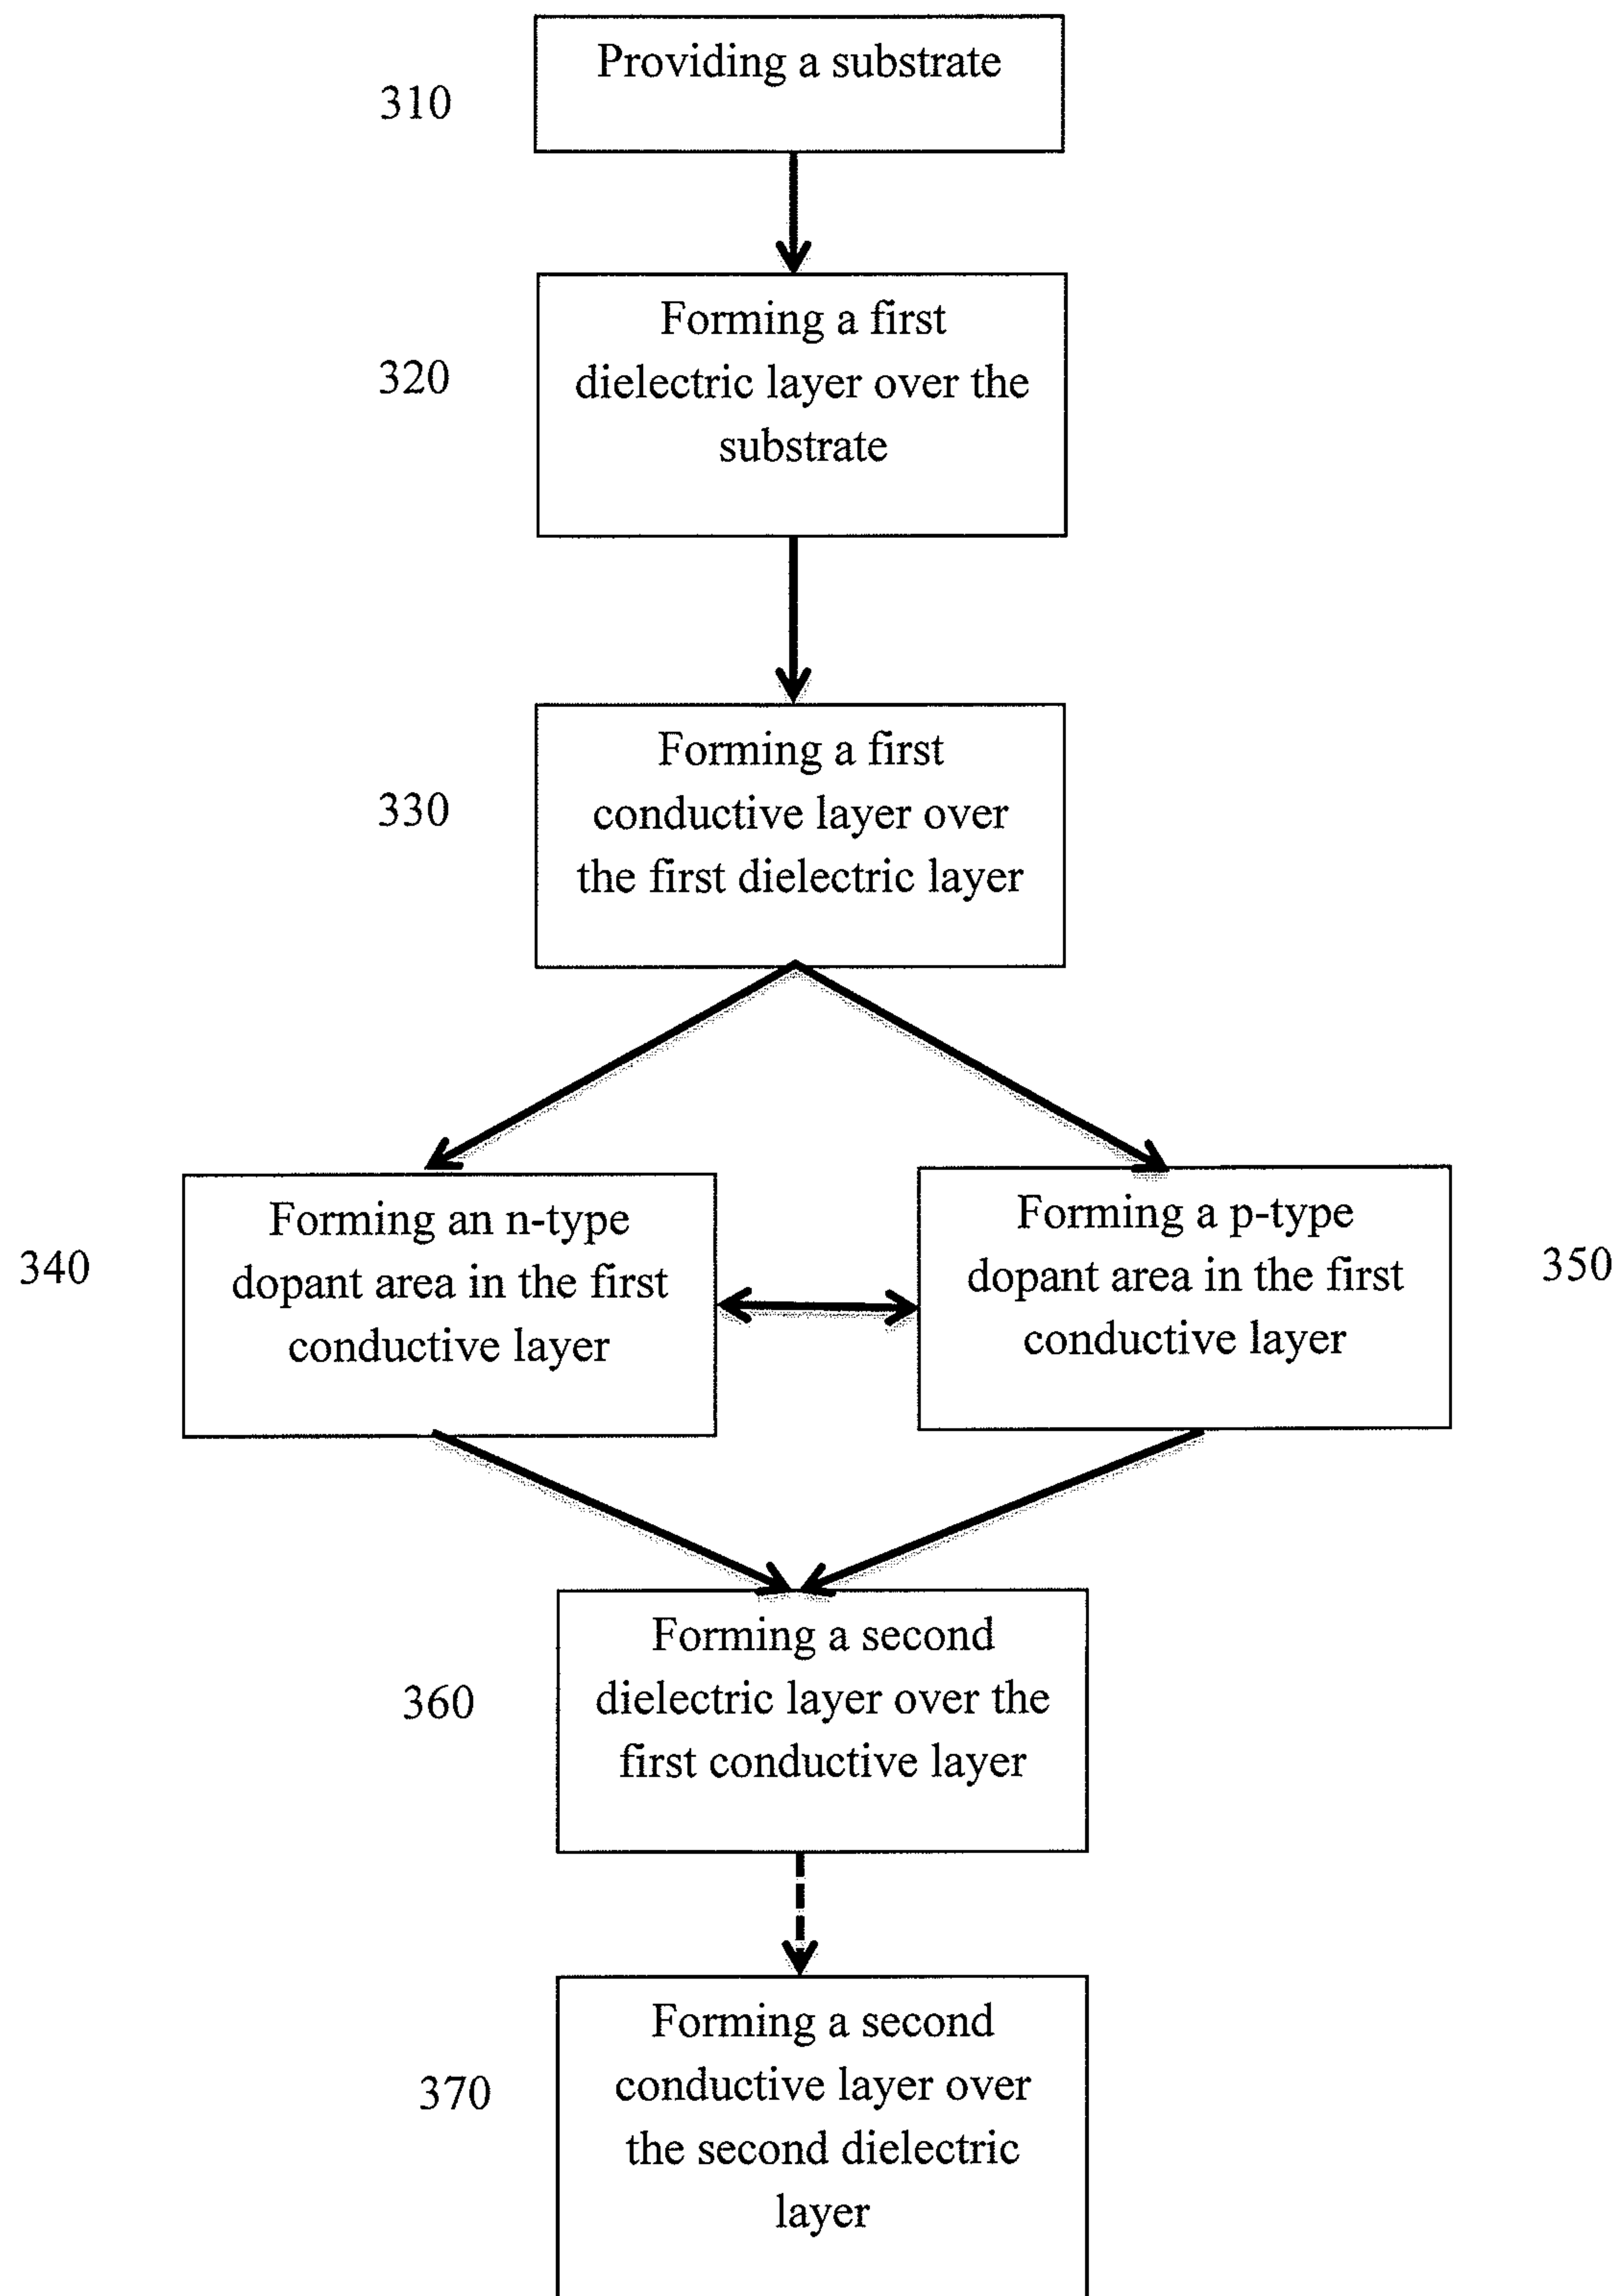 Providing a substrate
310
Forming a first
dielectric layer over the
substrate
320
Forming a first
conductive layer over
the first dielectric layer
330
Forming an n-type
dopant area in the first
conductive layer
340
Forming a p-type
dopant area in the first
conductive layer
350
Forming a second
dielectric layer over the
first conductive layer
360
Forming a second
conductive layer over
the second dielectric
layer
370